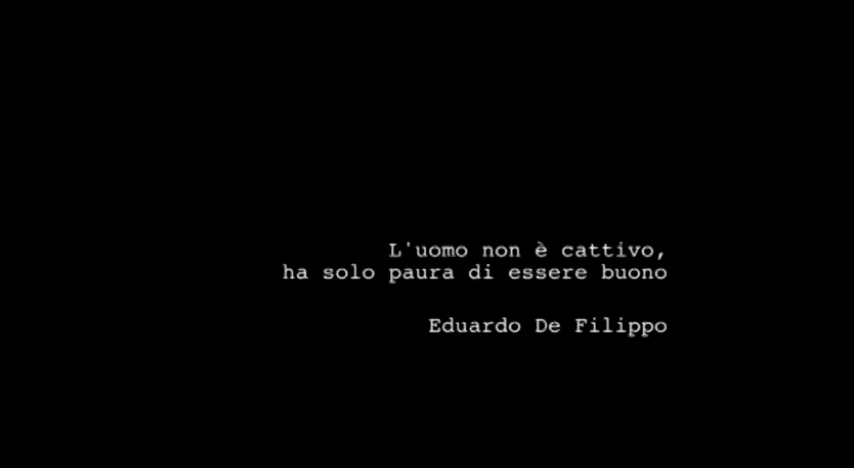 L'uomo non è cattivo,
ha solo paura di essere buono
Eduardo De Filippo